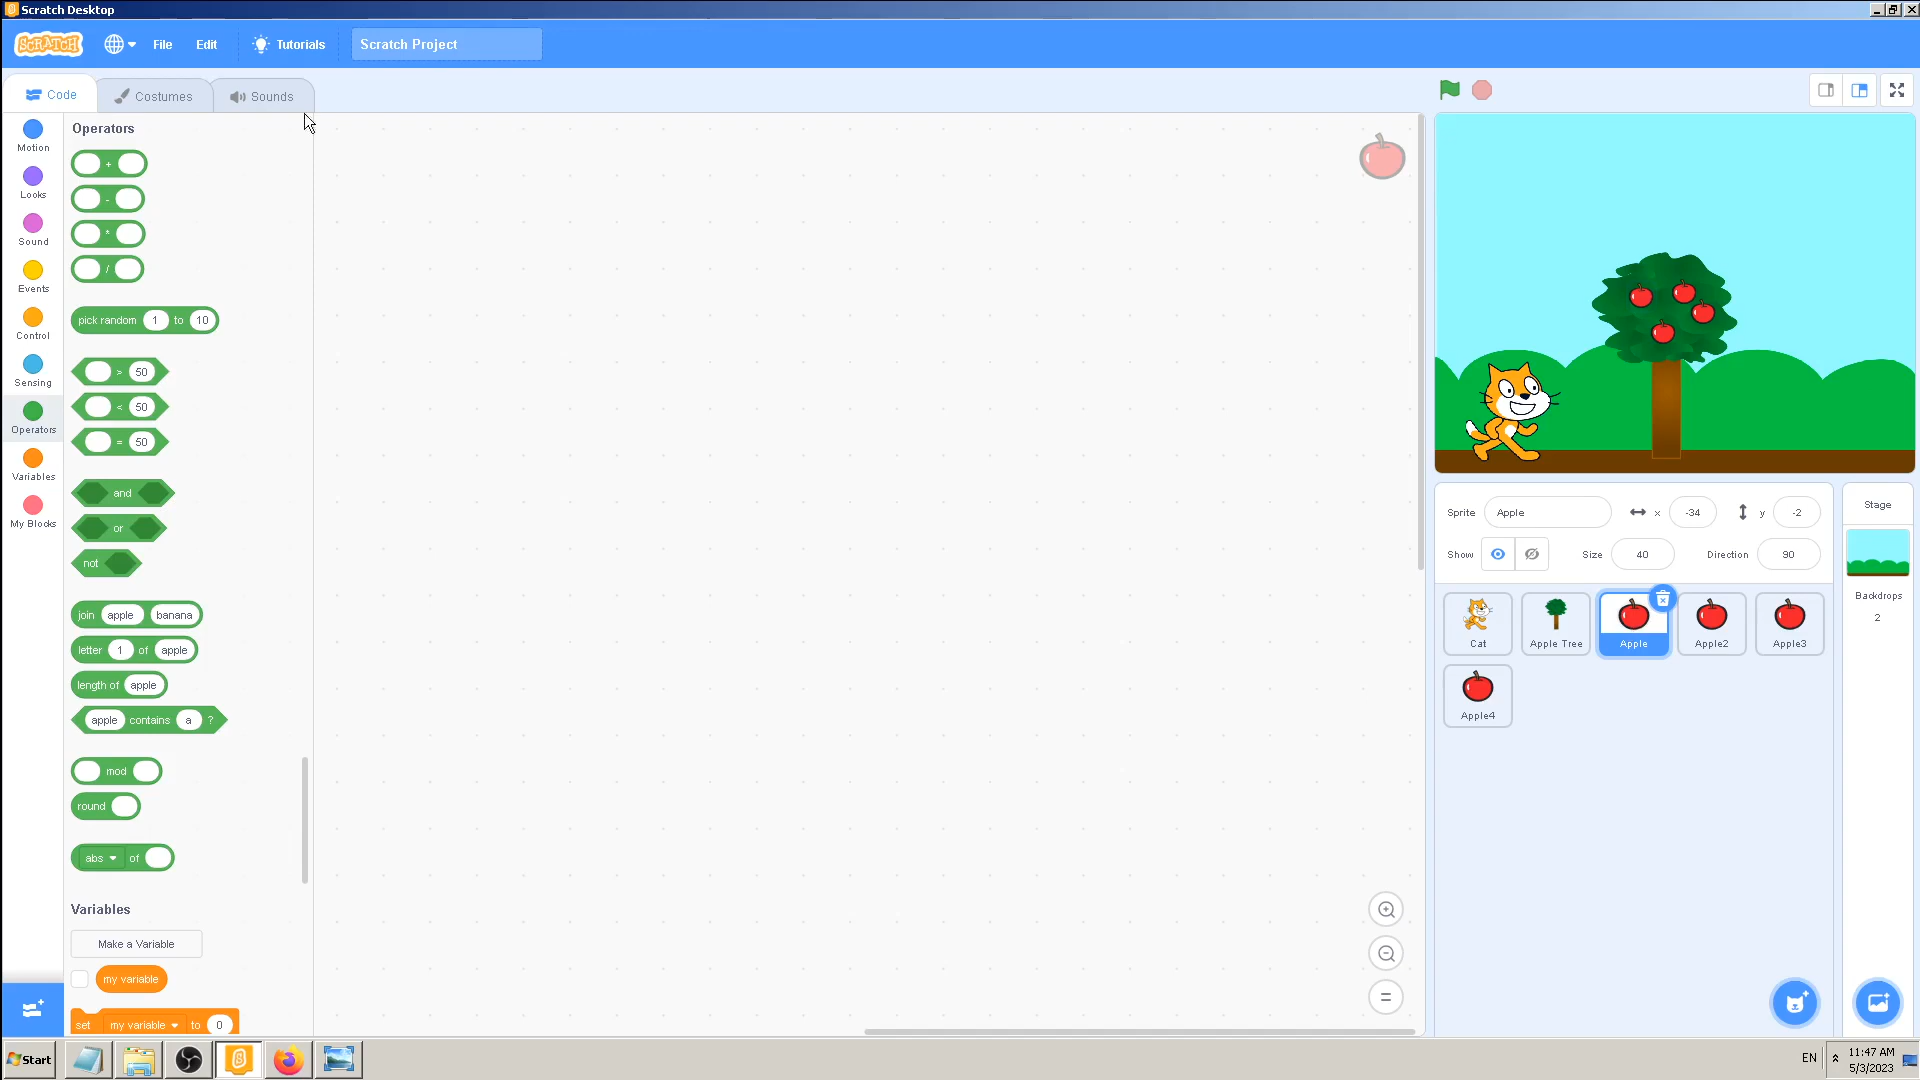 Scratch Desktop
SCRATCH
File
Edit
Tutorials
Scratch Project
Code
Costumes
Sounds
Motion
Looks
Sound
Events
Control
Sensing
Operators
Variables
My Blocks
Operators
+
-
*
/
pick random 1 to 10
> 50
< 50
= 50
and
or
not
join apple banana
letter 1 of apple
length of apple
apple contains a ?
mod
round
abs of
Variables
Make a Variable
my variable
set my variable to 0
Sprite Apple x -34 y -2
Show Size 40 Direction 90
Cat
Apple Tree
Apple
Apple2
Apple3
Apple4
Stage
Backdrops
2
Start
EN
11:47 AM
5/3/2023